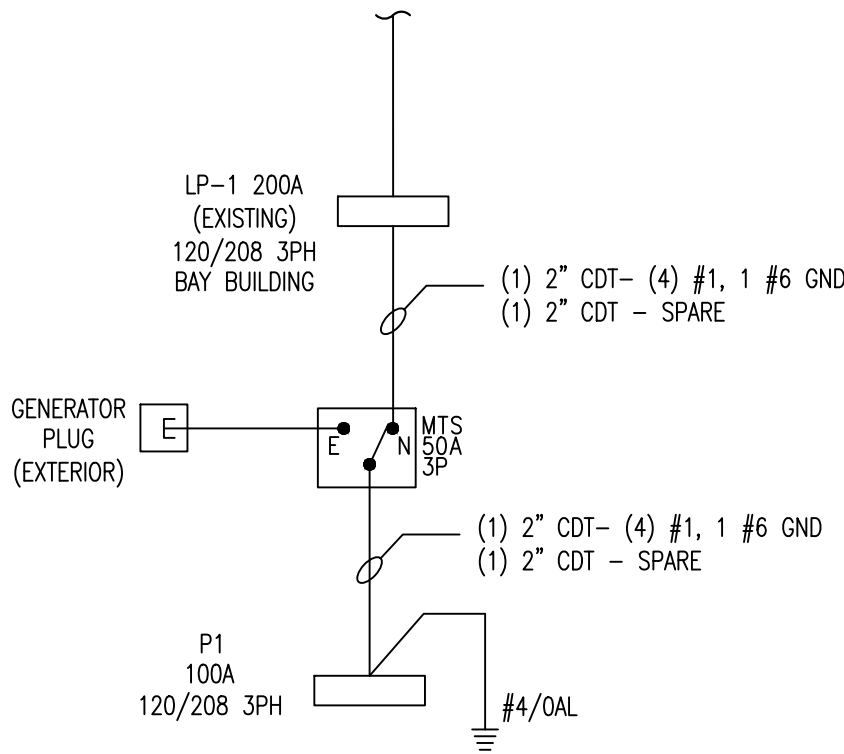 LP-1 200A
(EXISTING)
120/208 3PH
BAY BUILDING
(1) 2" CDT- (4) #1, 1 #6 GND
(1) 2" CDT - SPARE
GENERATOR
PLUG
(EXTERIOR)
E
E
N
MTS
50A
3P
(1) 2" CDT- (4) #1, 1 #6 GND
(1) 2" CDT - SPARE
P1
100A
120/208 3PH
#4/0AL